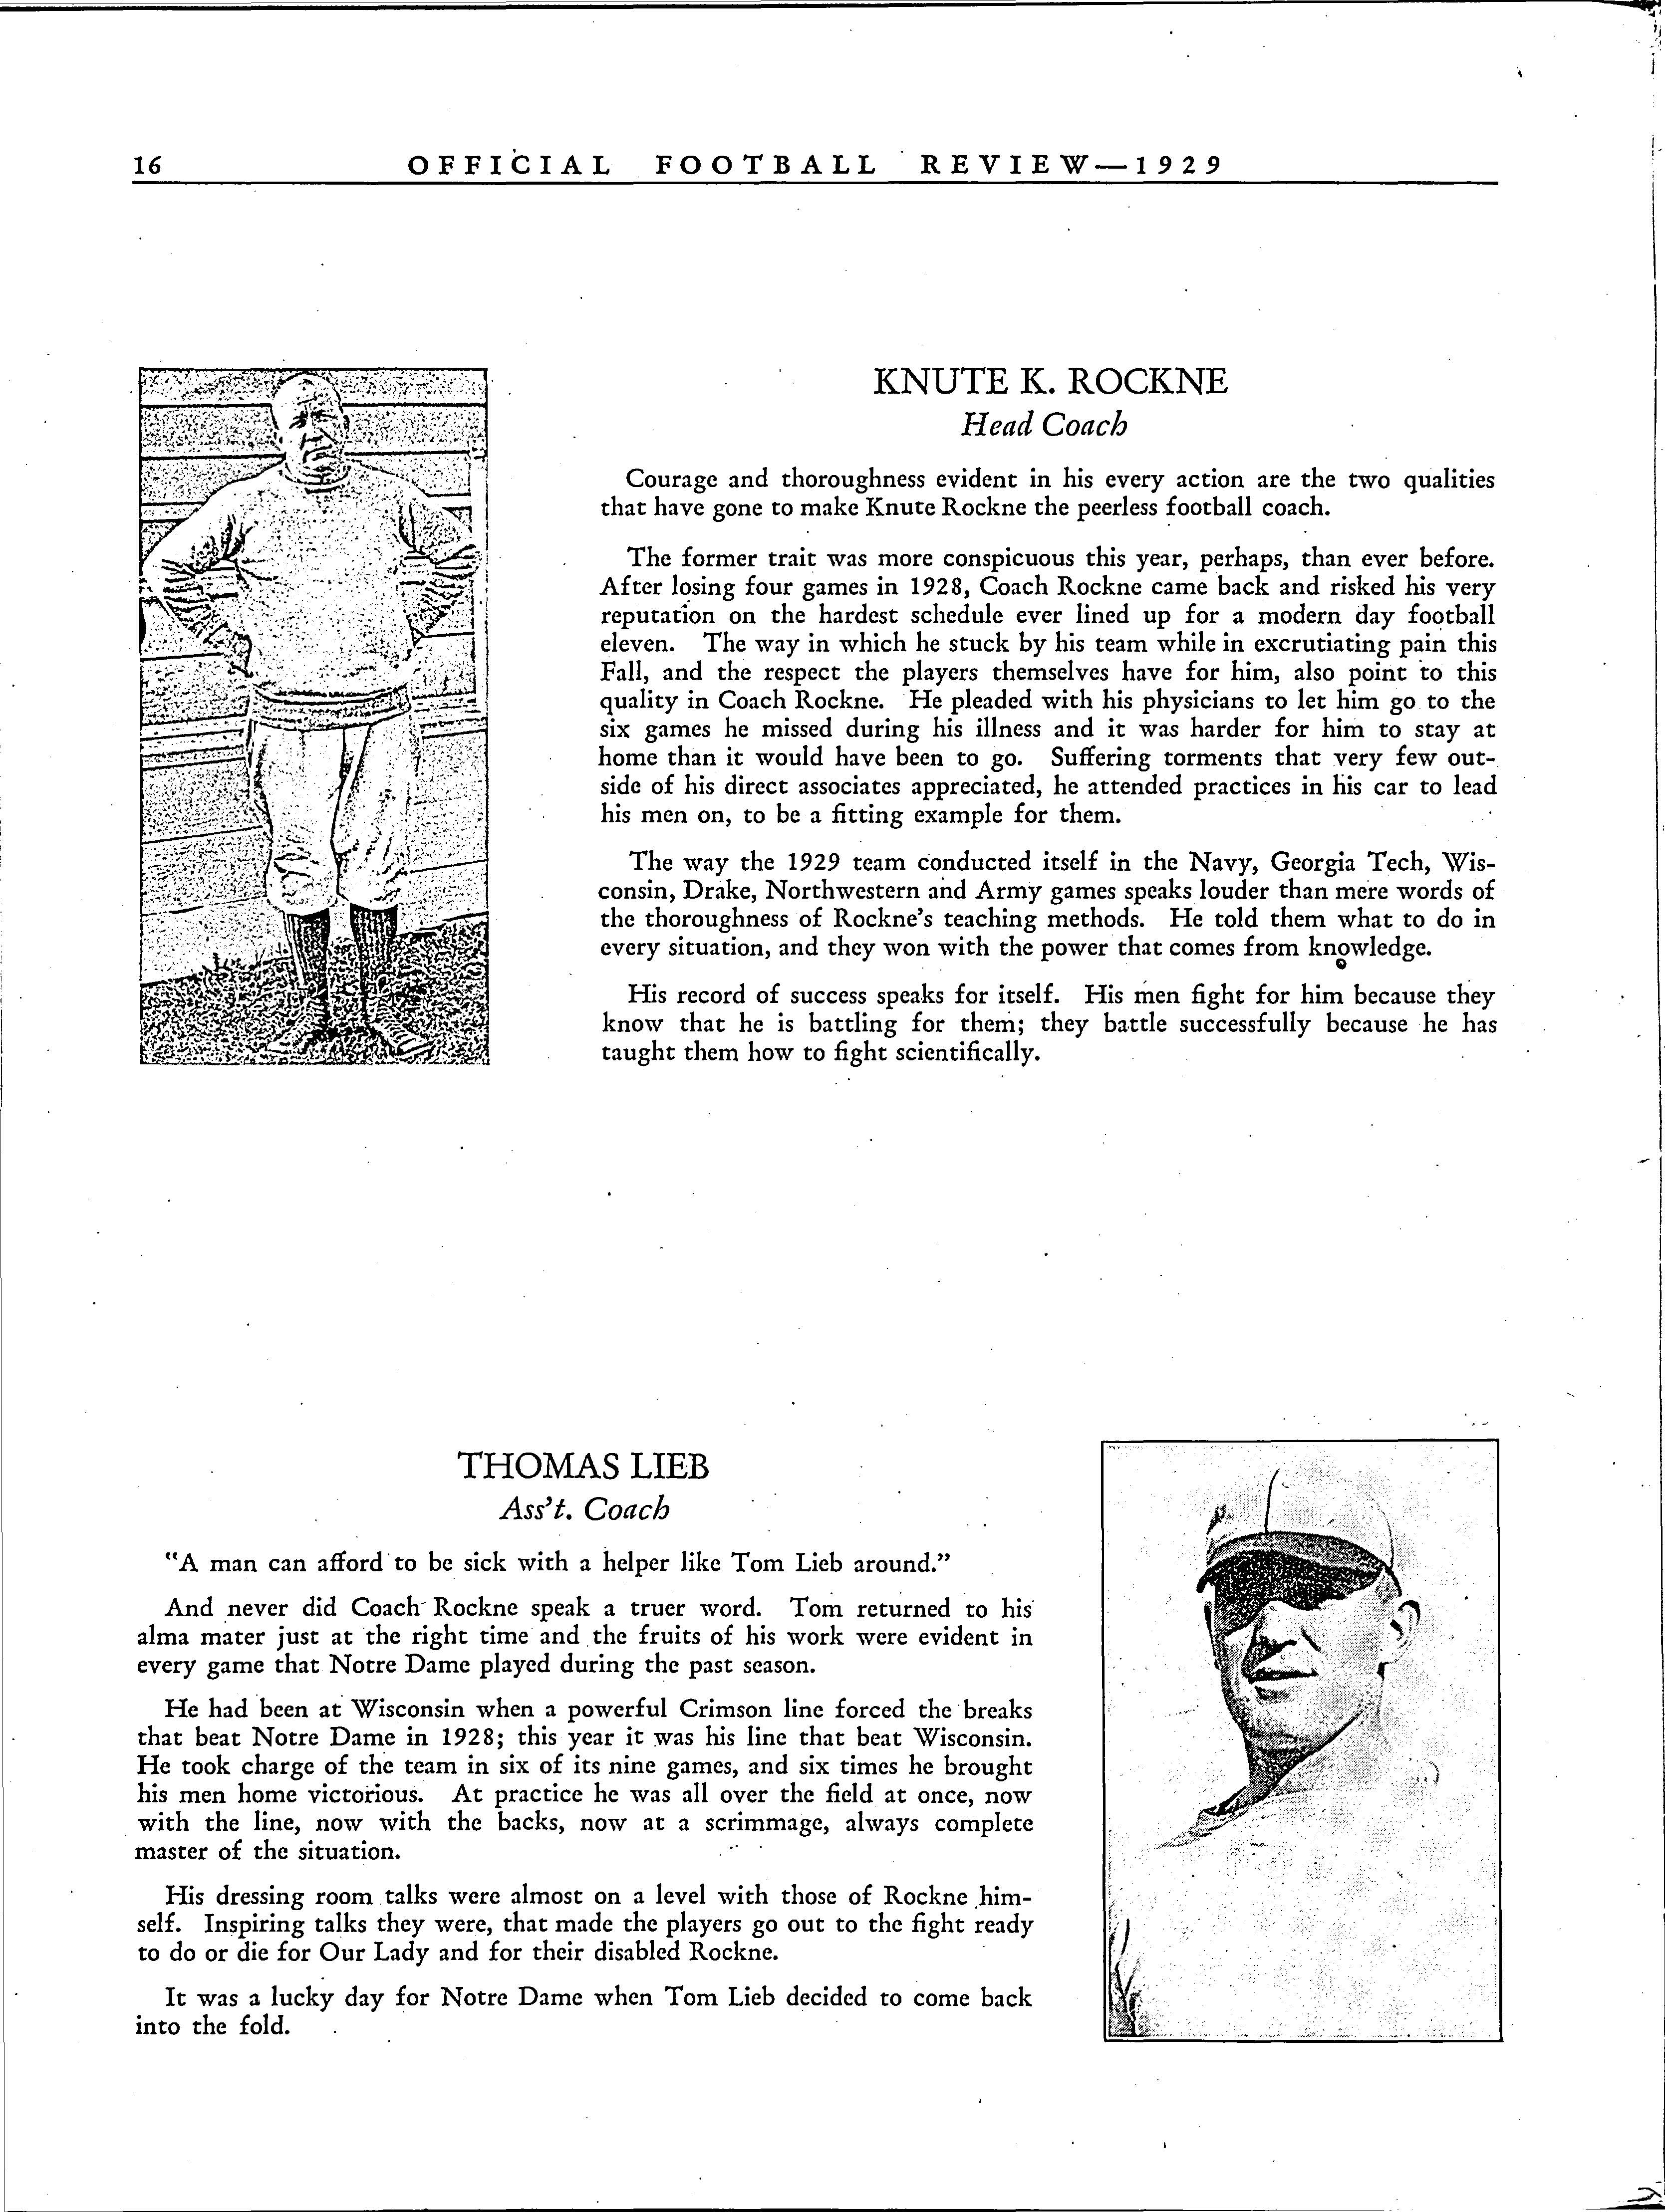 16 OFFICIAL FOOTBALL REVIEW—1929
KNUTE K. ROCKNE
Head Coach
Courage and thoroughness evident in his every action are the two qualities
that have gone to make Knute Rockne the peerless football coach.
The former trait was more conspicuous this year, perhaps, than ever before.
After losing four games in 1928, Coach Rockne came back and risked his very
reputation on the hardest schedule ever lined up for a modern day football
eleven. The way in which he stuck by his team while in excrutiating pain this
Fall, and the respect the players themselves have for him, also point to this
quality in Coach Rockne. He pleaded with his physicians to let him go to the
six games he missed during his illness and it was harder for him to stay at
home than it would have been to go. Suffering torments that very few out-
side of his direct associates appreciated, he attended practices in his car to lead
his men on, to be a fitting example for them.
The way the 1929 team conducted itself in the Navy, Georgia Tech, Wis-
consin, Drake, Northwestern and Army games speaks louder than mere words of
the thoroughness of Rockne's teaching methods. He told them what to do in
every situation, and they won with the power that comes from knowledge.
His record of success speaks for itself. His men fight for him because they
know that he is battling for them; they battle successfully because he has
taught them how to fight scientifically.
THOMAS LIEB
Ass't. Coach
"A man can afford to be sick with a helper like Tom Lieb around."
And never did Coach Rockne speak a truer word. Tom returned to his
alma mater just at the right time and the fruits of his work were evident in
every game that Notre Dame played during the past season.
He had been at Wisconsin when a powerful Crimson line forced the breaks
that beat Notre Dame in 1928; this year it was his line that beat Wisconsin.
He took charge of the team in six of its nine games, and six times he brought
his men home victorious. At practice he was all over the field at once, now
with the line, now with the backs, now at a scrimmage, always complete
master of the situation.
His dressing room talks were almost on a level with those of Rockne him-
self. Inspiring talks they were, that made the players go out to the fight ready
to do or die for Our Lady and for their disabled Rockne.
It was a lucky day for Notre Dame when Tom Lieb decided to come back
into the fold.